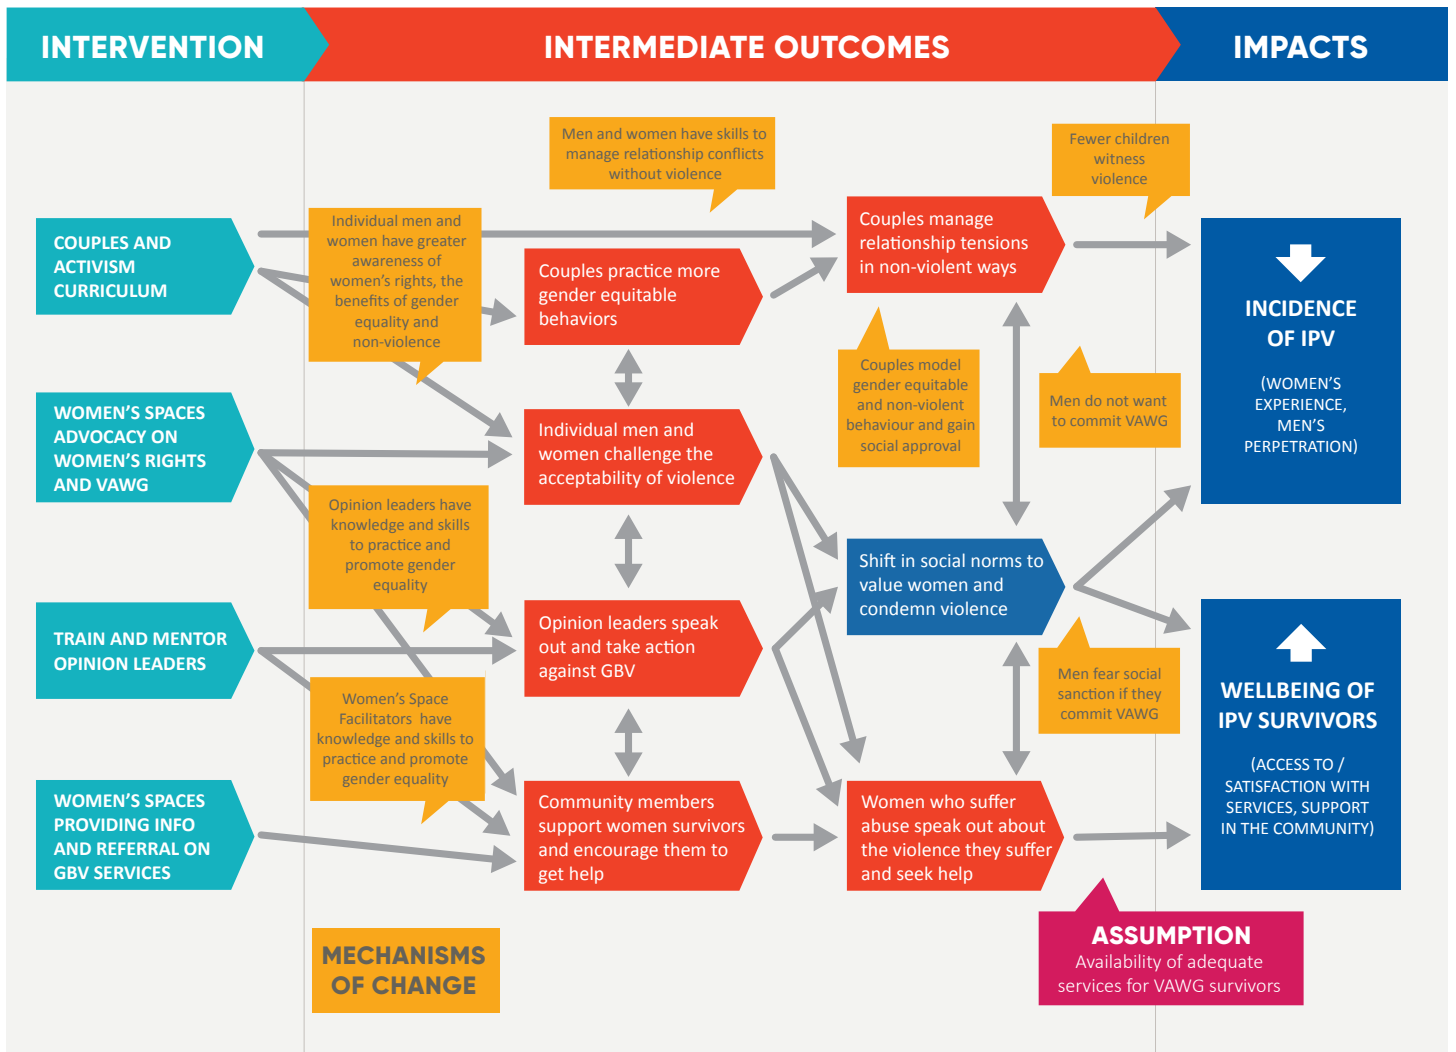 INTERVENTION
INTERMEDIATE OUTCOMES
IMPACTS
COUPLES AND
ACTIVISM
CURRICULUM
WOMEN'S SPACES
ADVOCACY ON
WOMEN'S RIGHTS
AND VAWG
TRAIN AND MENTOR
OPINION LEADERS
WOMEN'S SPACES
PROVIDING INFO
AND REFERRAL ON
GBV SERVICES
Individual men and
women have greater
awareness of
women's rights, the
benefits of gender
equality and
non-violence
Opinion leaders have
knowledge and skills
to practice and
promote gender
equality
Women's Space
Facilitators have
knowledge and skills to
practice and promote
gender equality
MECHANISMS
OF CHANGE
Men and women have skills to
manage relationship conflicts
without violence
Couples practice more
gender equitable
behaviors
Individual men and
women challenge the
acceptability of violence
Opinion leaders speak
out and take action
against GBV
Community members
support women survivors
and encourage them to
get help
Couples manage
relationship tensions
in non-violent ways
Couples model
gender equitable
and non-violent
behaviour and gain
social approval
Shift in social norms to
value women and
condemn violence
Women who suffer
abuse speak out about
the violence they suffer
and seek help
Fewer children
witness
violence
Men do not want
to commit VAWG
Men fear social
sanction if they
commit VAWG
ASSUMPTION
Availability of adequate
services for VAWG survivors
INCIDENCE
OF IPV
(WOMEN'S
EXPERIENCE,
MEN'S
PERPETRATION)
WELLBEING OF
IPV SURVIVORS
(ACCESS TO /
SATISFACTION WITH
SERVICES, SUPPORT
IN THE COMMUNITY)